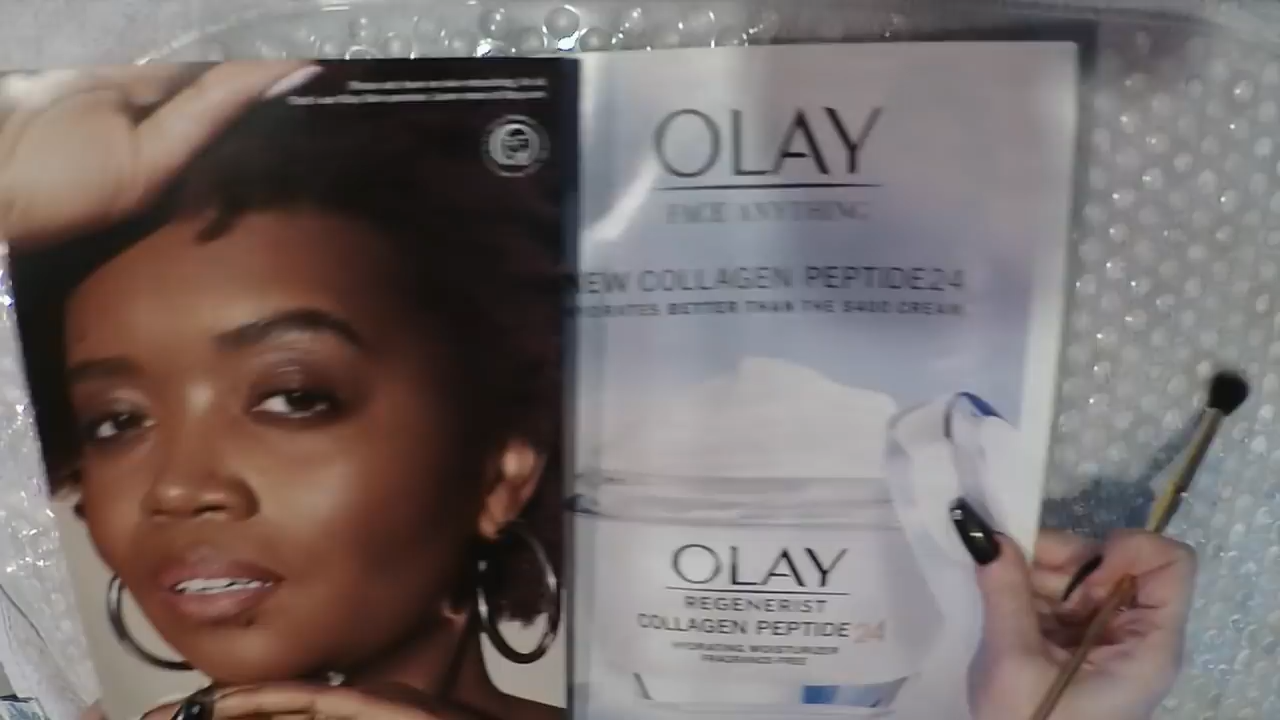 OLAY
FACE ANYTHING
NEW COLLAGEN PEPTIDE24
HYDRATES BETTER THAN THE $400 CREAM
OLAY
REGENERIST
COLLAGEN PEPTIDE24
HYDRATING MOISTURIZER
FRAGRANCE-FREE